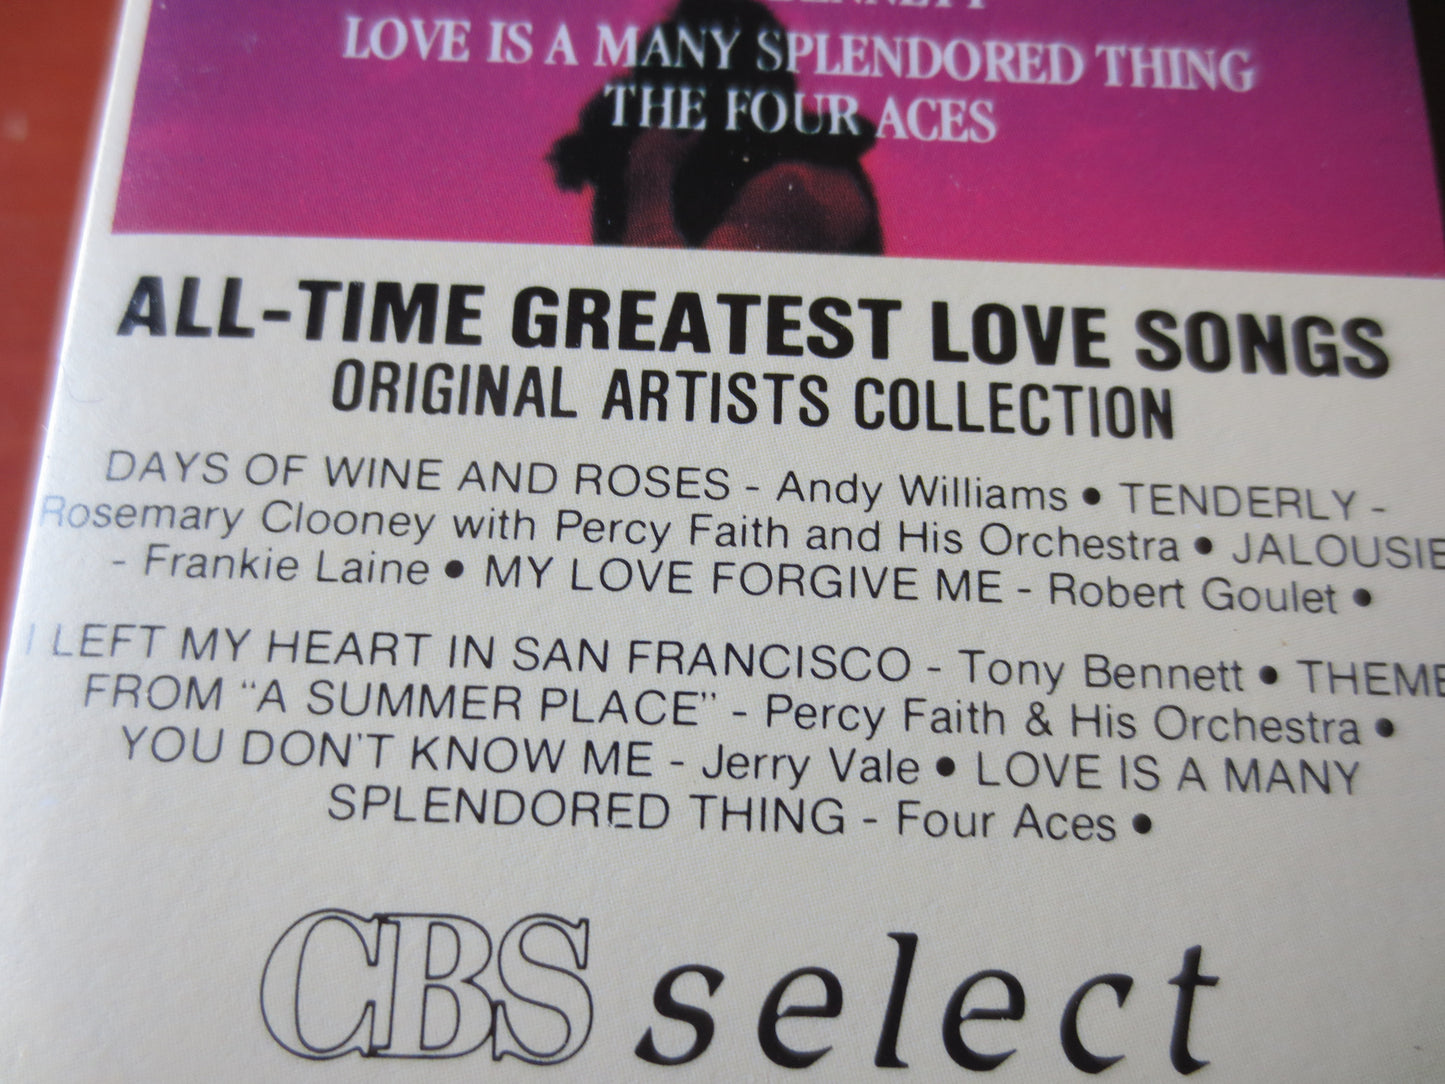 BENNETT
LOVE IS A MANY SPLENDORED THING
THE FOUR ACES
ALL-TIME GREATEST LOVE SONGS
ORIGINAL ARTISTS COLLECTION
DAYS OF WINE AND ROSES - Andy Williams • TENDERLY -
Rosemary Clooney with Percy Faith and His Orchestra • JALOUSIE
- Frankie Laine • MY LOVE FORGIVE ME - Robert Goulet •
I LEFT MY HEART IN SAN FRANCISCO - Tony Bennett • THEME
FROM "A SUMMER PLACE" - Percy Faith & His Orchestra •
YOU DON'T KNOW ME - Jerry Vale • LOVE IS A MANY
SPLENDORED THING - Four Aces •
CBS select